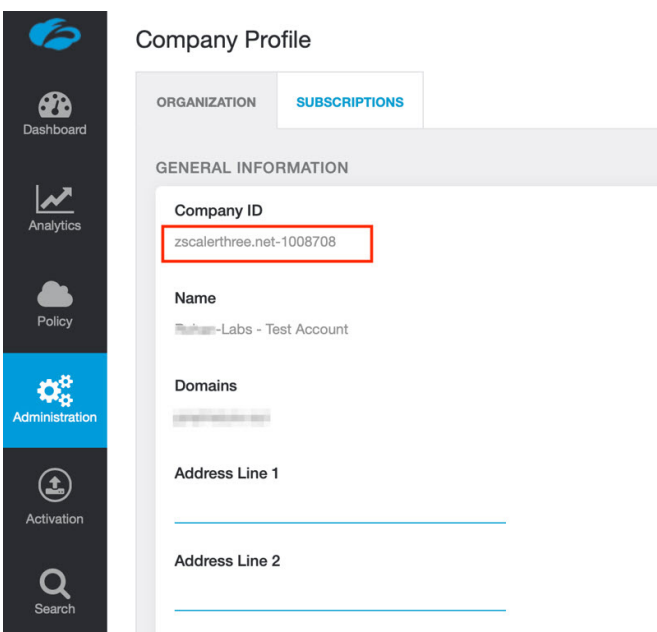 Company Profile
ORGANIZATION
SUBSCRIPTIONS
GENERAL INFORMATION
Company ID
zscalerthree.net-1008708
Name
-Labs - Test Account
Domains
Address Line 1
Address Line 2
Dashboard
Analytics
Policy
Administration
Activation
Search